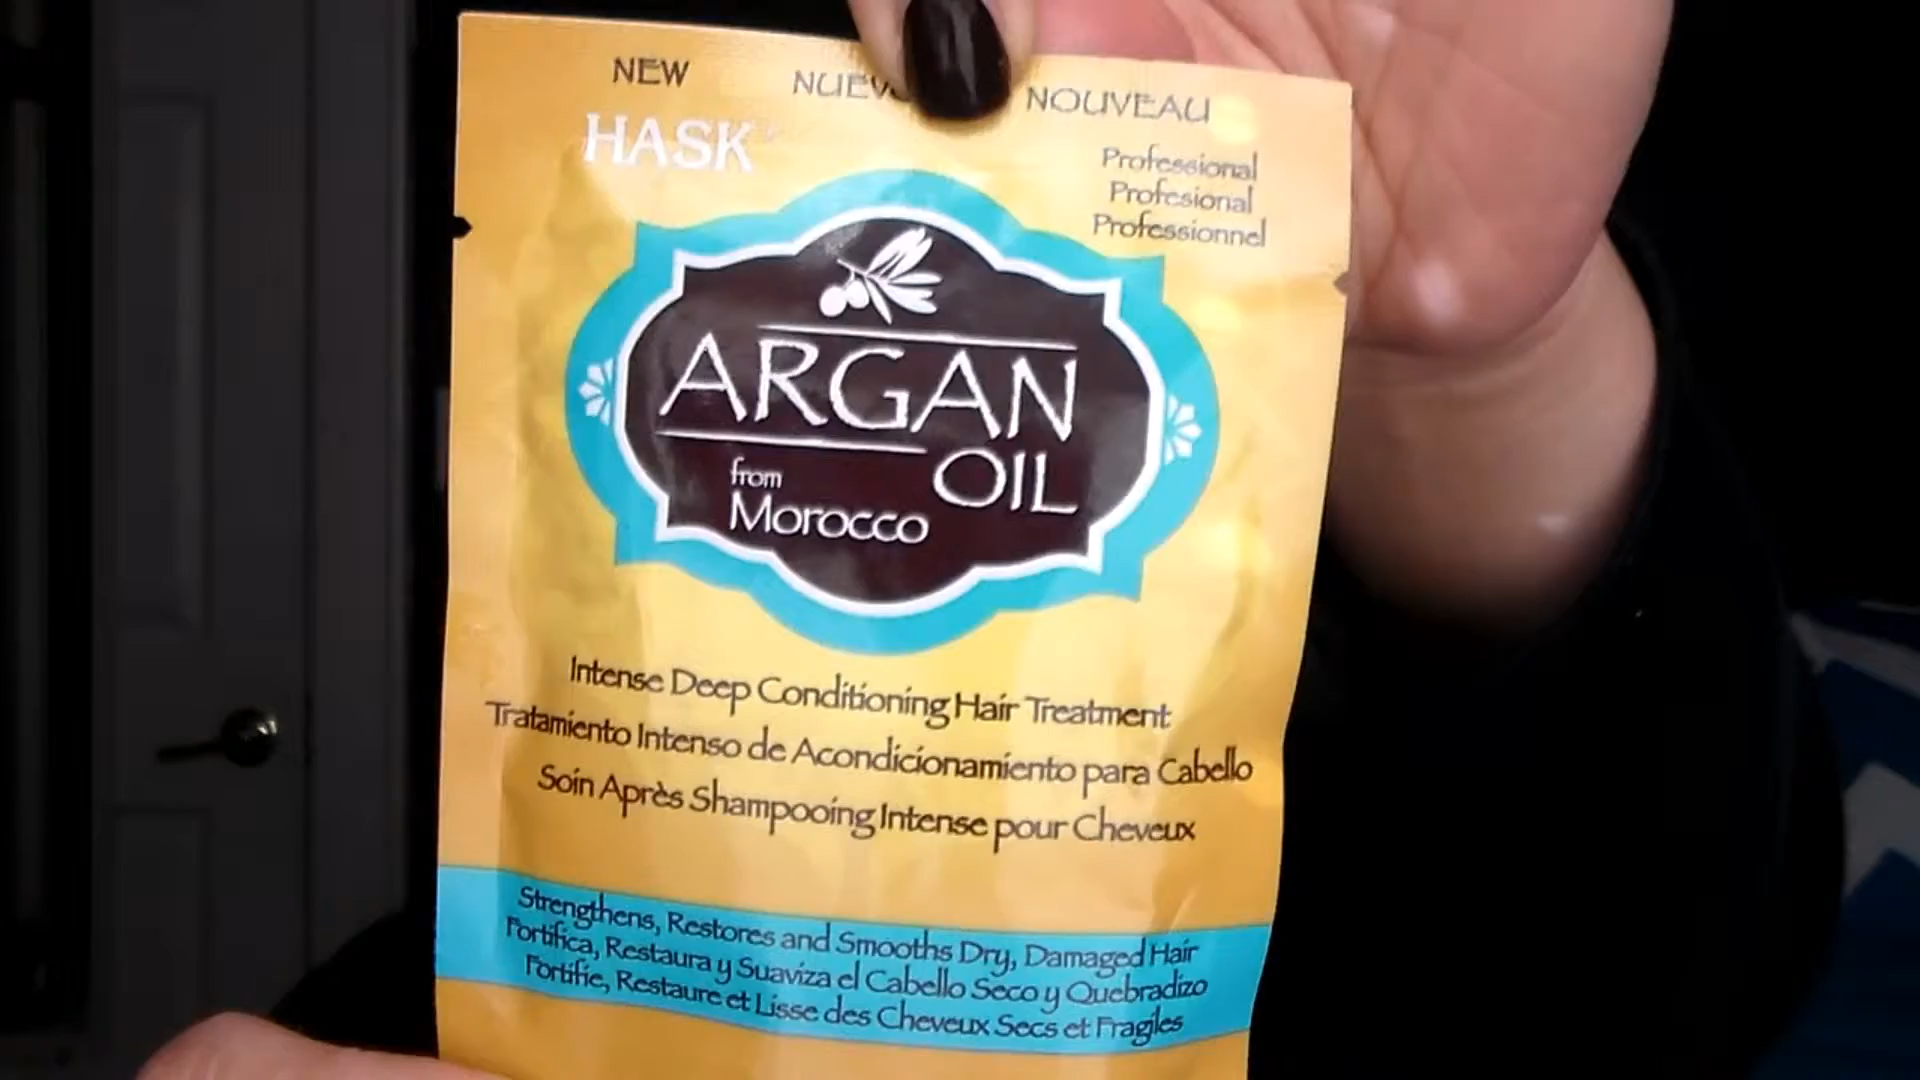 NEW NOUVEAU
HASK
Professional
Profesional
Professionnel
ARGAN
OIL
from
Morocco
Intense Deep Conditioning Hair Treatment
Tratamiento Intenso de Acondicionamiento para Cabello
Soin Après Shampooing Intense pour Cheveux
Strengthens, Restores and Smooths Dry, Damaged Hair
Fortifica, Restaura y Suaviza el Cabello Seco y Quebradizo
Fortifie, Restaure et Lisse des Cheveux Secs et Fragiles